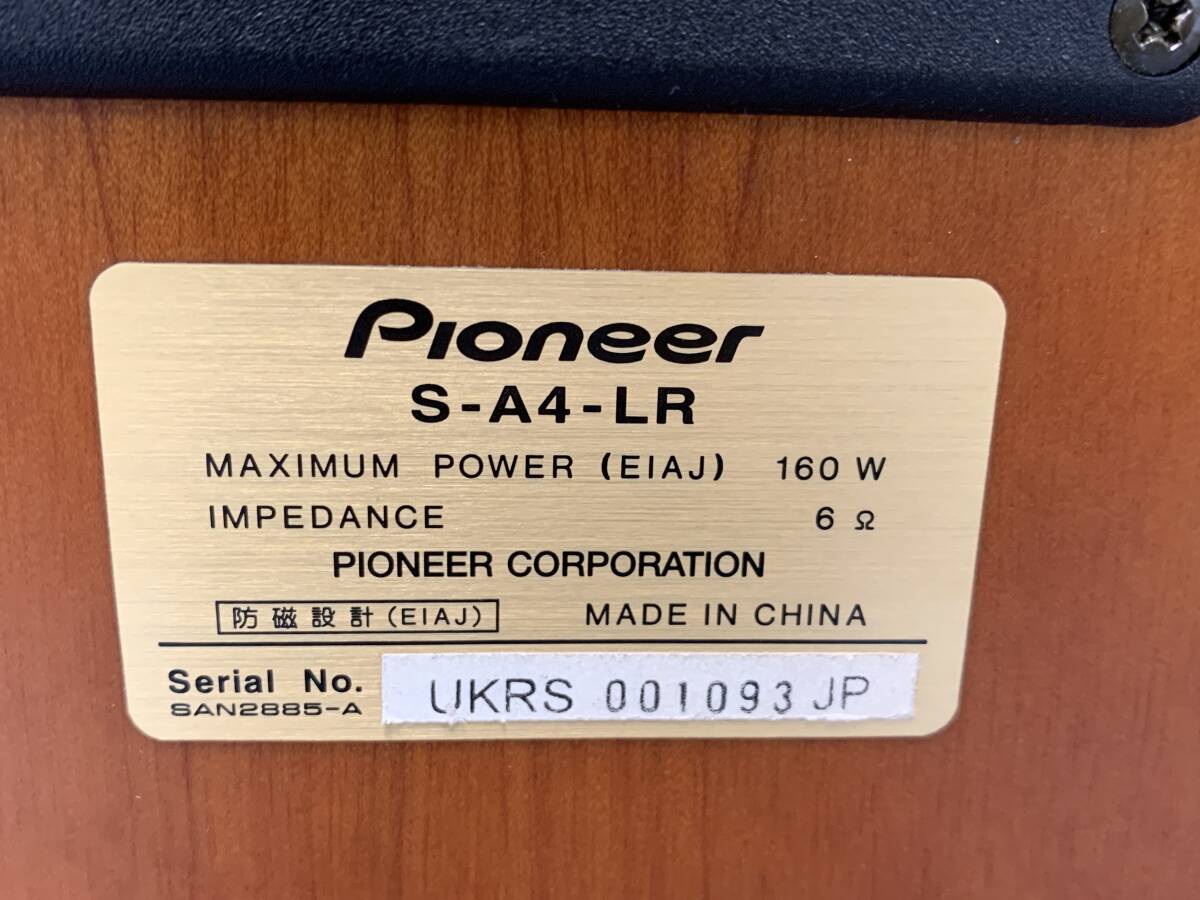 Pioneer
S-A4-LR
MAXIMUM POWER (EIAJ) 160 W
IMPEDANCE 6 Ω
PIONEER CORPORATION
防磁設計(EIAJ) MADE IN CHINA
Serial No. UKRS 001093 JP
SAN2885-A